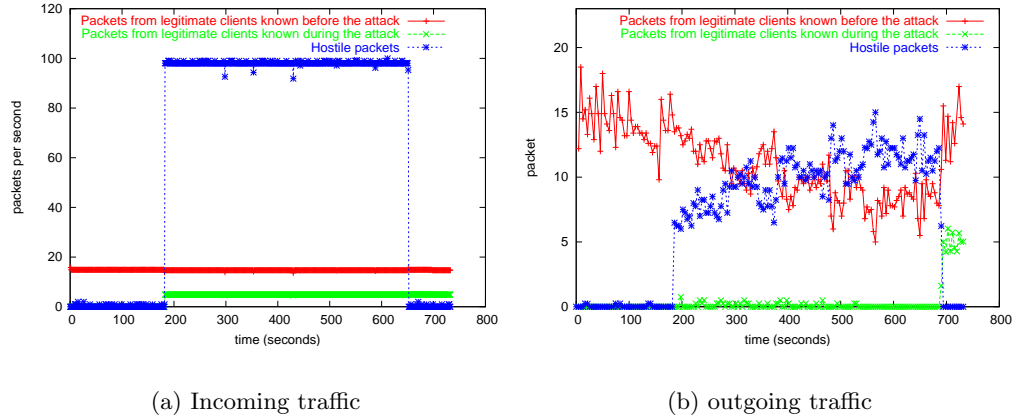 Packets from legitimate clients known before the attack
Packets from legitimate clients known during the attack
Hostile packets
packets per second
120
100
80
60
40
20
0
0 100 200 300 400 500 600 700 800
time (seconds)
(a) Incoming traffic
Packets from legitimate clients known before the attack
Packets from legitimate clients known during the attack
Hostile packets
packet
20
15
10
5
0
0 100 200 300 400 500 600 700 800
time (seconds)
(b) outgoing traffic